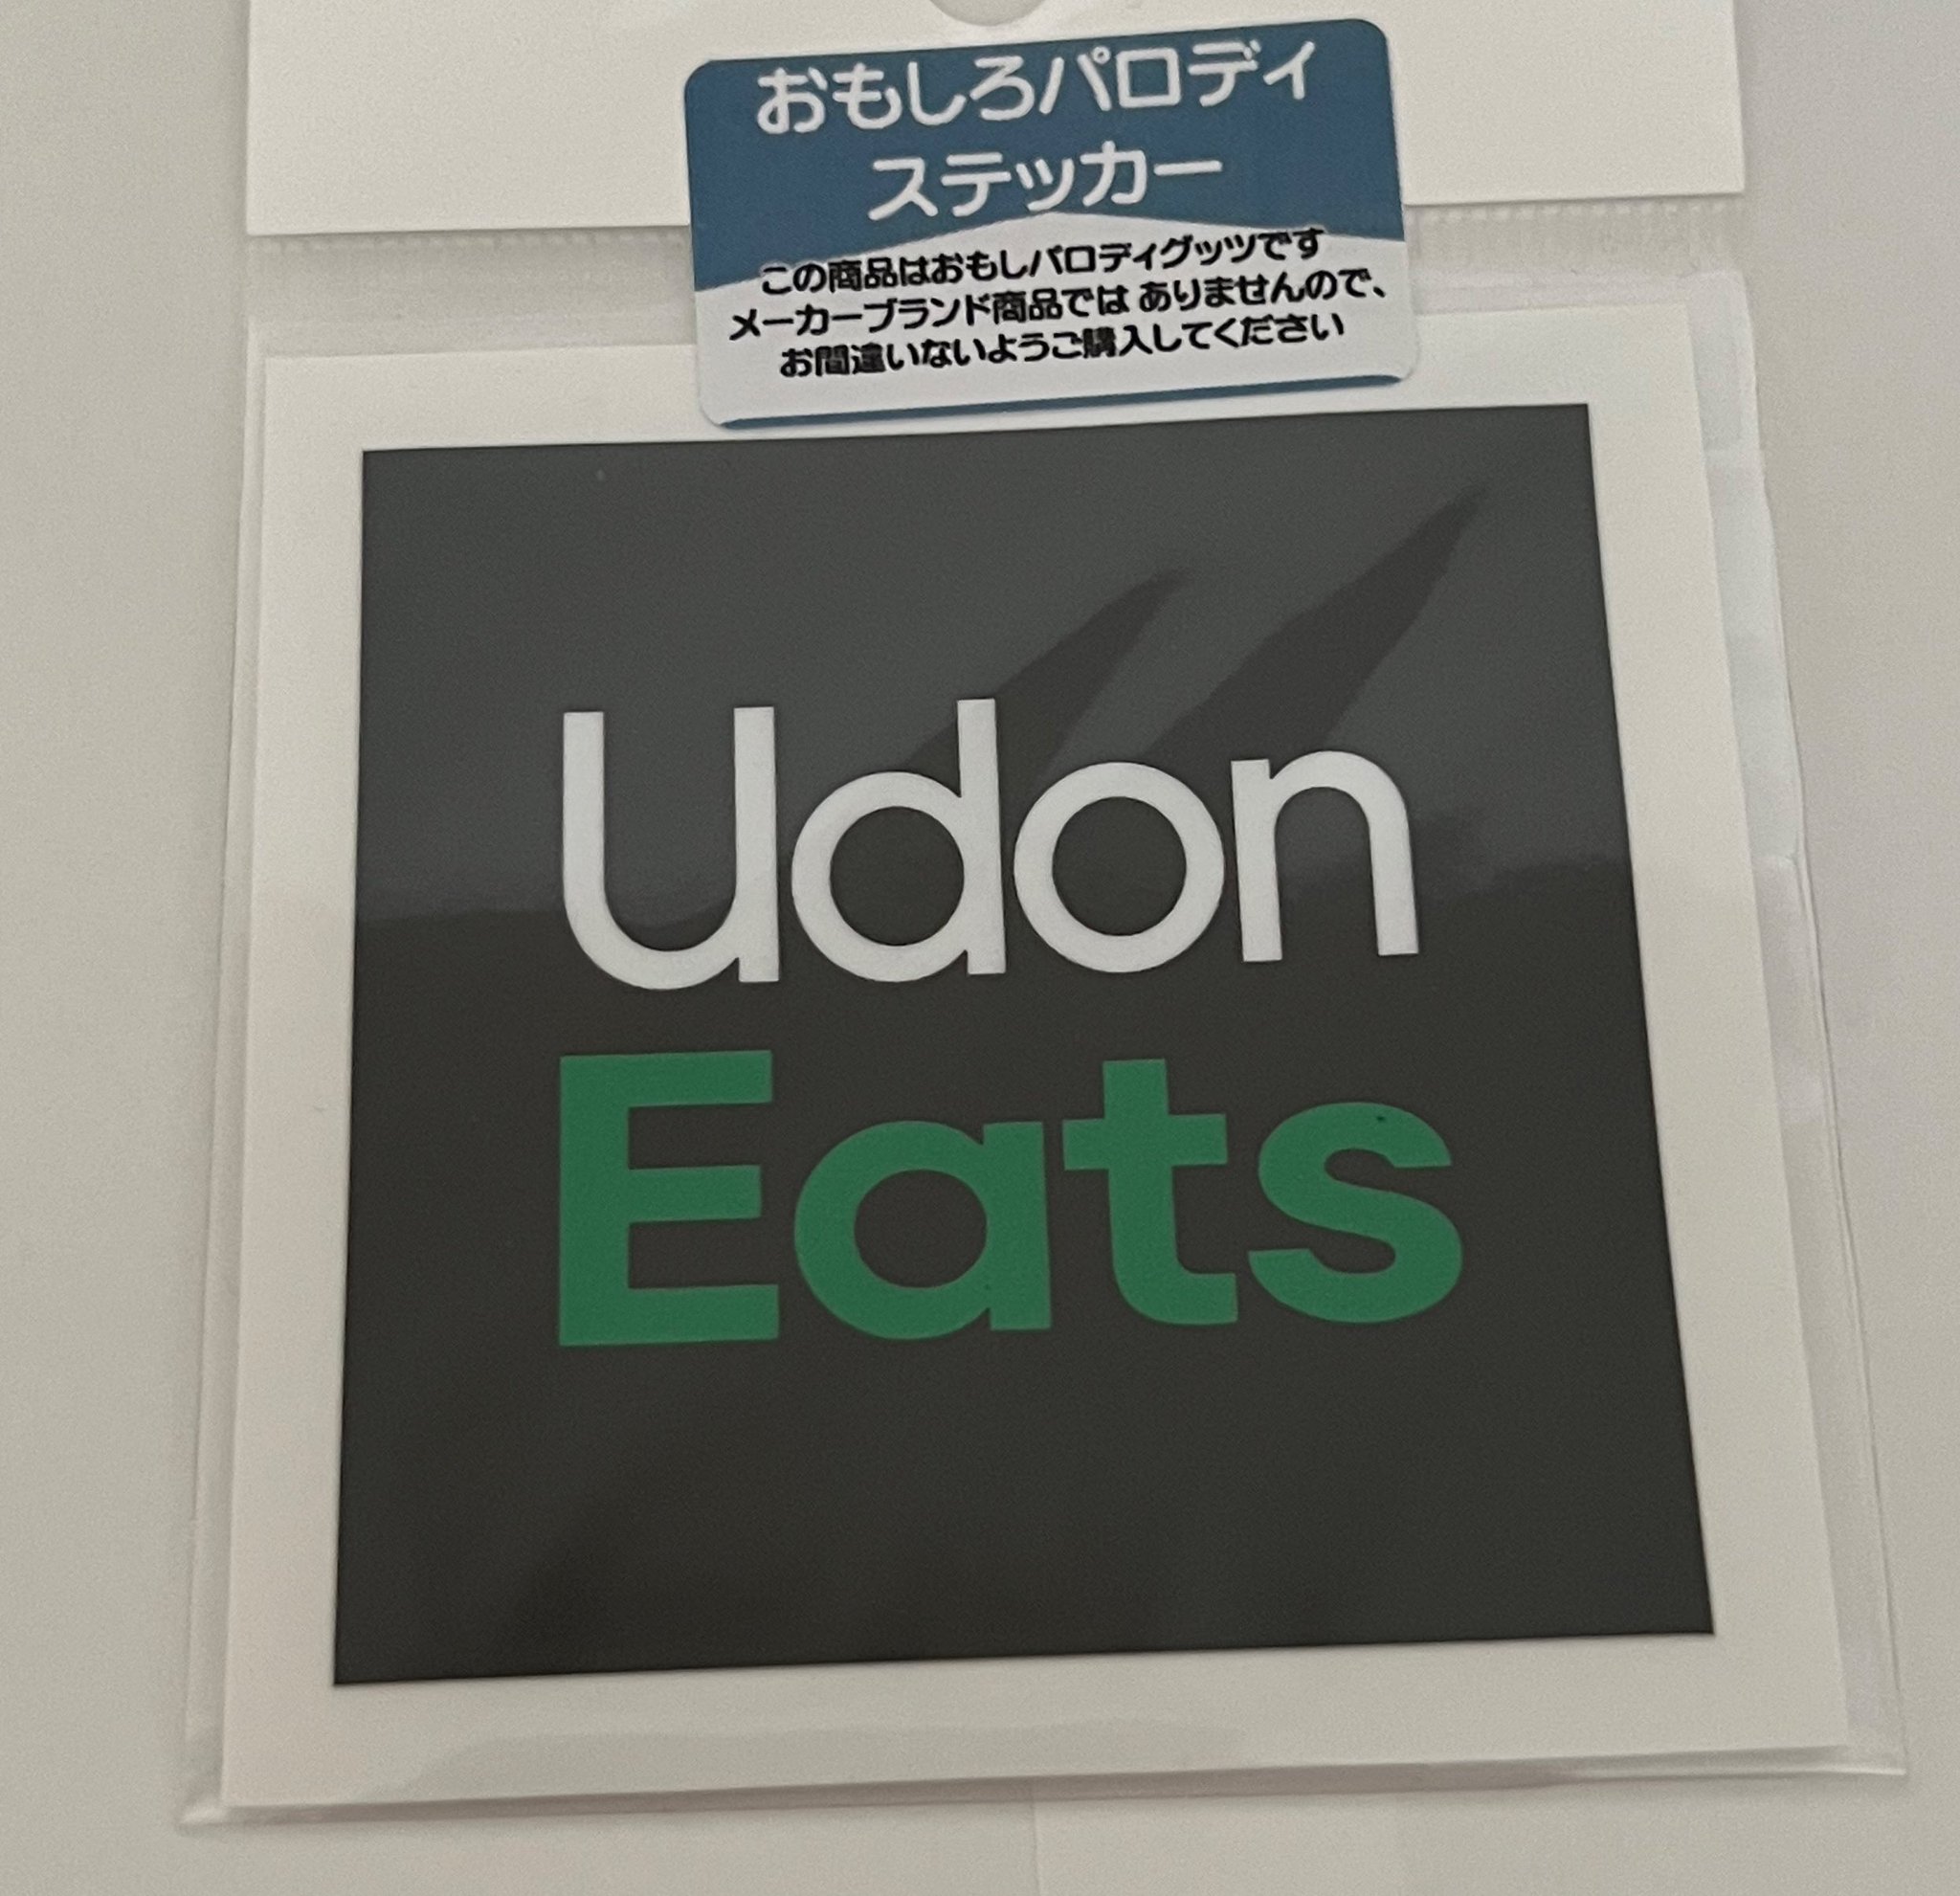 おもしろパロディ
ステッカー
この商品はおもしパロディグッツです
メーカーブランド商品では ありませんので、
お間違いないようご購入してください
Udon
Eats